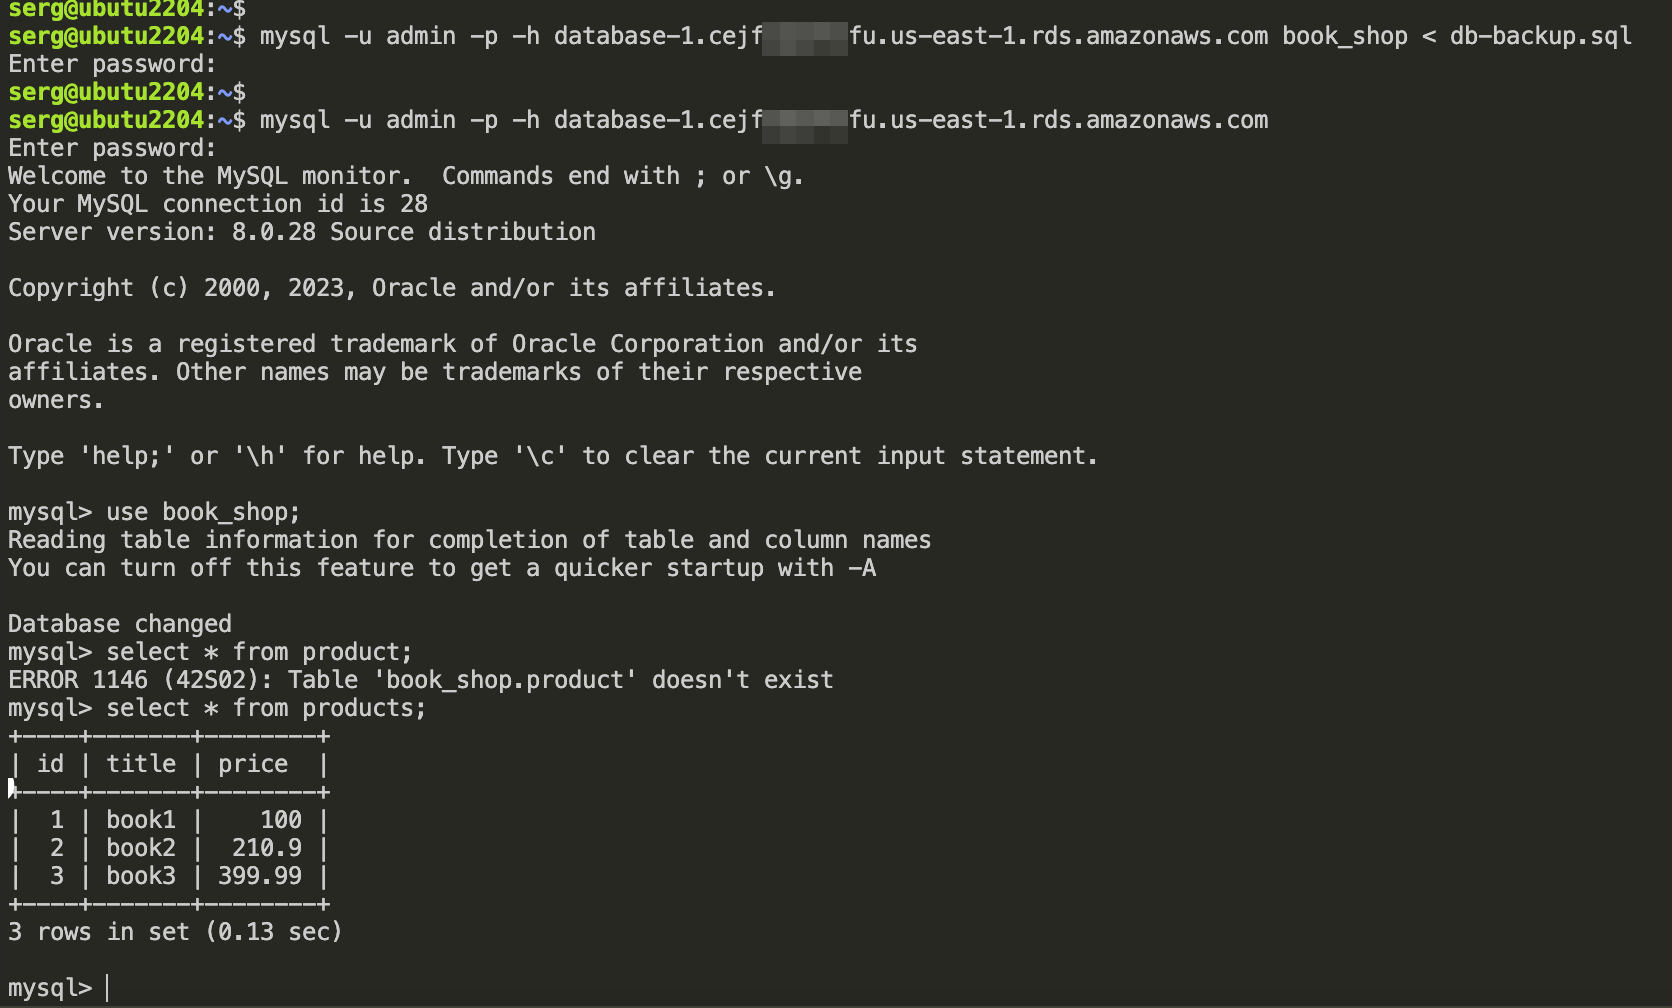 serg@ubutu2204:~$
serg@ubutu2204:~$ mysql -u admin -p -h database-1.cejf fu.us-east-1.rds.amazonaws.com book_shop < db-backup.sql
Enter password:
serg@ubutu2204:~$
serg@ubutu2204:~$ mysql -u admin -p -h database-1.cejf fu.us-east-1.rds.amazonaws.com
Enter password:
Welcome to the MySQL monitor.  Commands end with ; or \g.
Your MySQL connection id is 28
Server version: 8.0.28 Source distribution

Copyright (c) 2000, 2023, Oracle and/or its affiliates.

Oracle is a registered trademark of Oracle Corporation and/or its
affiliates. Other names may be trademarks of their respective
owners.

Type 'help;' or '\h' for help. Type '\c' to clear the current input statement.

mysql> use book_shop;
Reading table information for completion of table and column names
You can turn off this feature to get a quicker startup with -A

Database changed
mysql> select * from product;
ERROR 1146 (42S02): Table 'book_shop.product' doesn't exist
mysql> select * from products;
+----+-------+--------+
| id | title | price  |
+----+-------+--------+
|  1 | book1 |    100 |
|  2 | book2 |  210.9 |
|  3 | book3 | 399.99 |
+----+-------+--------+
3 rows in set (0.13 sec)

mysql>